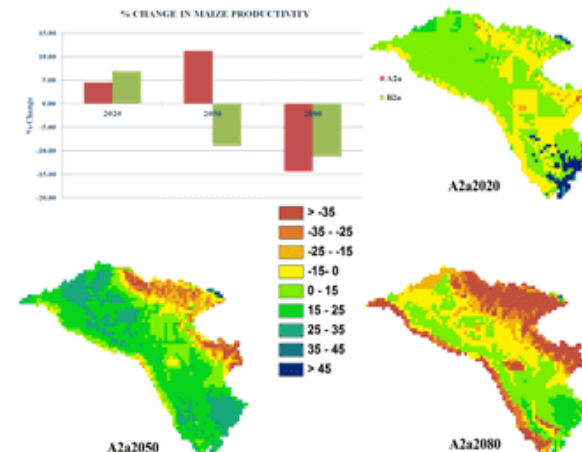 % CHANGE IN MAIZE PRODUCTIVITY
15.00
10.00
5.00
0.00
-5.00
-10.00
-15.00
-20.00
% Change
2020
2050
2080
A2a
B2a
A2a2020
> -35
-35 - -25
-25 - -15
-15- 0
0 - 15
15 - 25
25 - 35
35 - 45
> 45
A2a2050
A2a2080